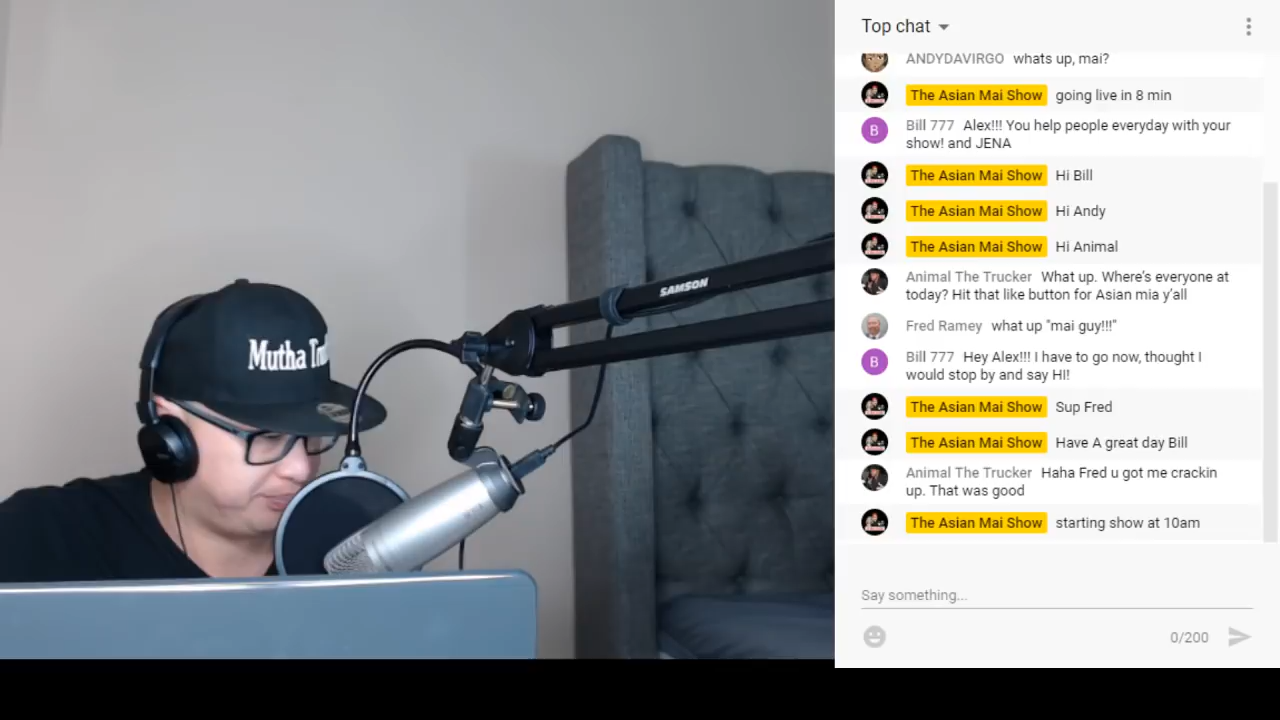 Top chat
ANDYDAVIRGO whats up, mai?
The Asian Mai Show going live in 8 min
B Bill 777 Alex!!! You help people everyday with your
show! and JENA
The Asian Mai Show Hi Bill
The Asian Mai Show Hi Andy
The Asian Mai Show Hi Animal
Animal The Trucker What up. Where's everyone at
today? Hit that like button for Asian mia y'all
Fred Ramey what up "mai guy!!!"
B Bill 777 Hey Alex!!! I have to go now, thought I
would stop by and say HI!
The Asian Mai Show Sup Fred
The Asian Mai Show Have A great day Bill
Animal The Trucker Haha Fred u got me crackin
up. That was good
The Asian Mai Show starting show at 10am
Say something...
0/200
SAMSON
Mutha